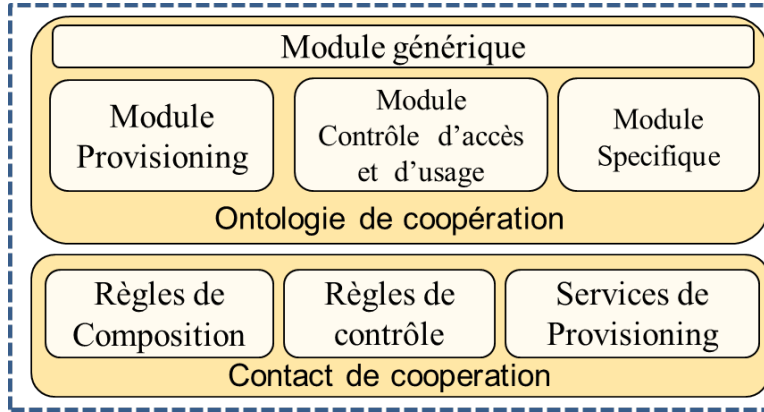 Module générique
Module
Provisioning
Module
Contrôle d'accès
et d'usage
Module
Specifique
Ontologie de coopération
Règles de
Composition
Règles de
contrôle
Services de
Provisioning
Contact de cooperation